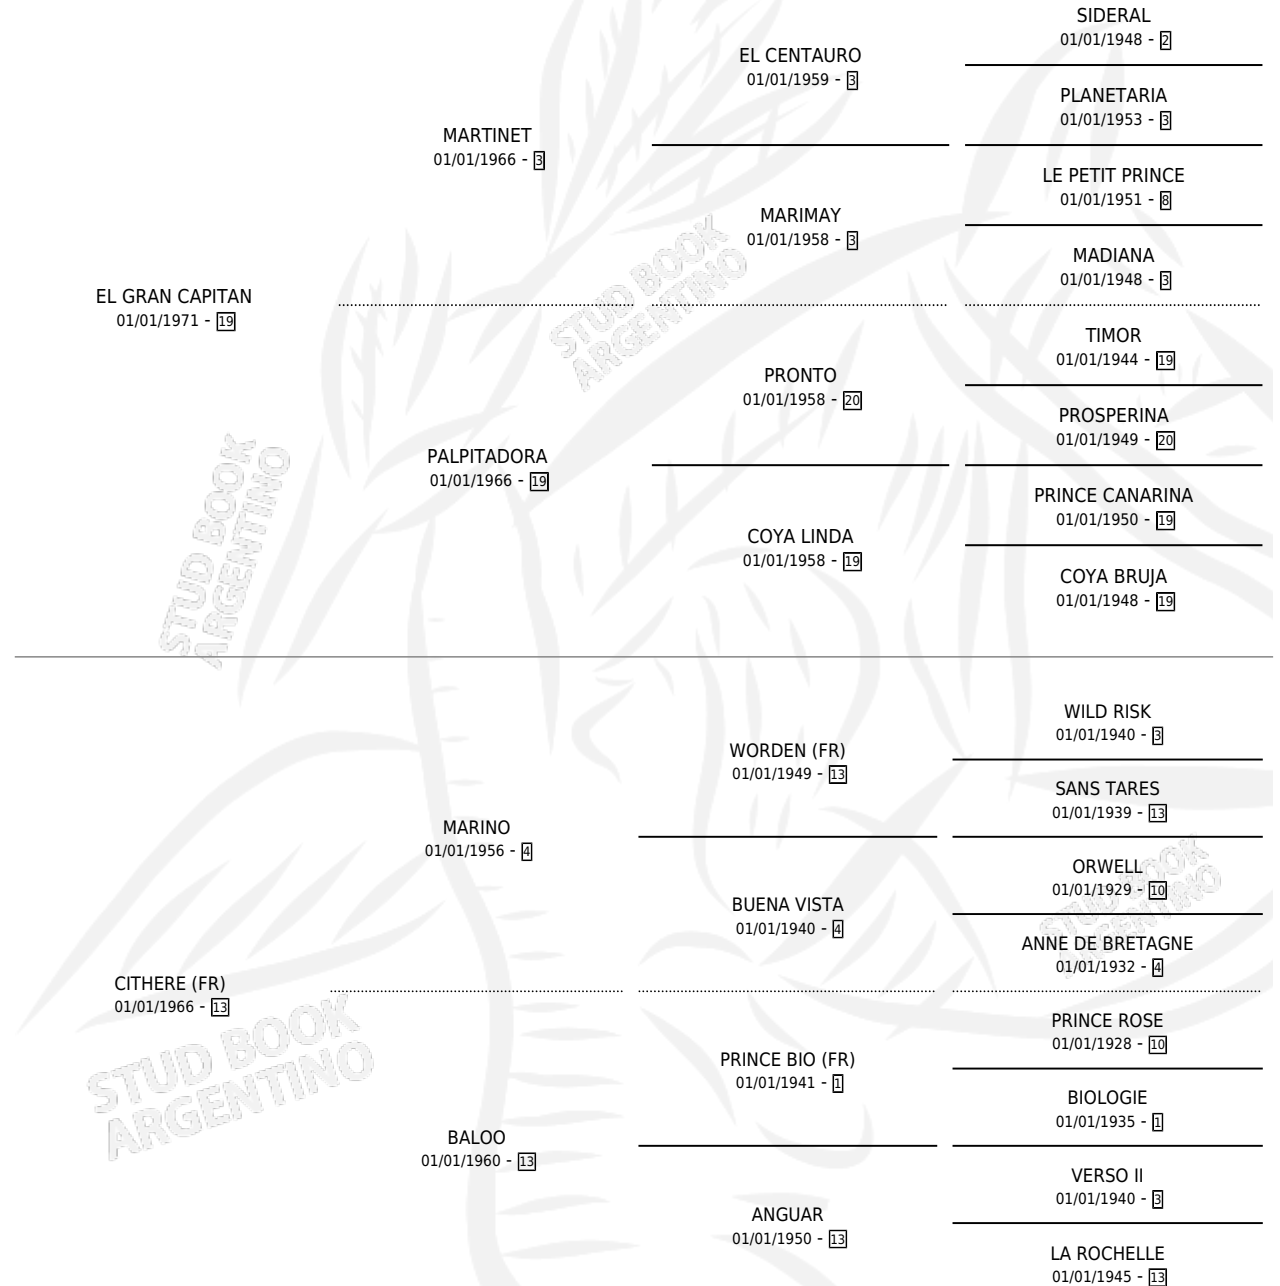 SIDERAL
01/01/1948 - 2
EL CENTAURO
01/01/1959 - 3
PLANETARIA
01/01/1953 - 3
MARTINET
01/01/1966 - 3
LE PETIT PRINCE
01/01/1951 - 8
MARIMAY
01/01/1958 - 3
MADIANA
01/01/1948 - 3
EL GRAN CAPITAN
01/01/1971 - 19
TIMOR
01/01/1944 - 19
PRONTO
01/01/1958 - 20
PROSPERINA
01/01/1949 - 20
PALPITADORA
01/01/1966 - 19
PRINCE CANARINA
01/01/1950 - 19
COYA LINDA
01/01/1958 - 19
COYA BRUJA
01/01/1948 - 19
WILD RISK
01/01/1940 - 3
WORDEN (FR)
01/01/1949 - 13
SANS TARES
01/01/1939 - 13
MARINO
01/01/1956 - 4
ORWELL
01/01/1929 - 10
BUENA VISTA
01/01/1940 - 4
ANNE DE BRETAGNE
01/01/1932 - 4
CITHERE (FR)
01/01/1966 - 13
PRINCE ROSE
01/01/1928 - 10
PRINCE BIO (FR)
01/01/1941 - 1
BIOLOGIE
01/01/1935 - 1
BALOO
01/01/1960 - 13
VERSO II
01/01/1940 - 3
ANGUAR
01/01/1950 - 13
LA ROCHELLE
01/01/1945 - 13
STUD BOOK
ARGENTINO
STUD BOOK
ARGENTINO
STUD BOOK
ARGENTINO
STUD BOOK
ARGENTINO